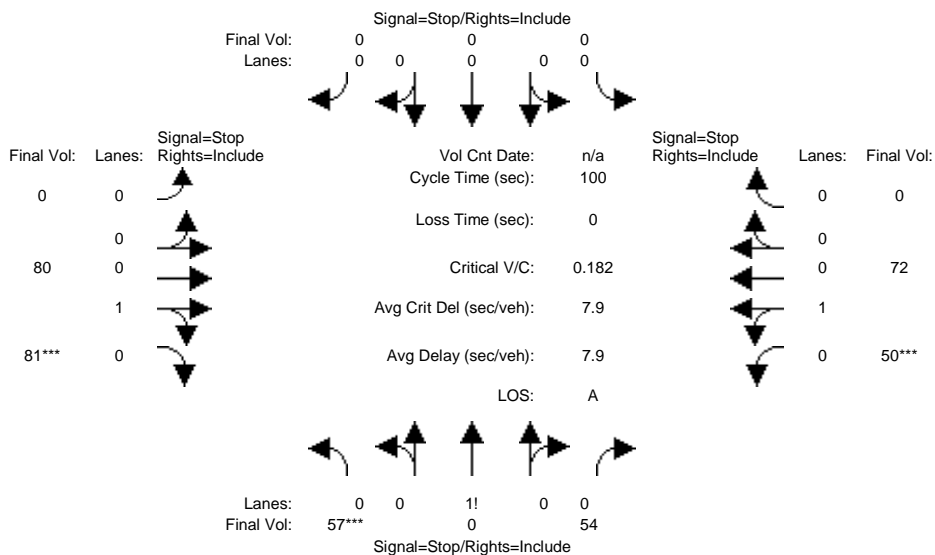 Signal=Stop/Rights=Include
Final Vol: 0 0 0
Lanes: 0 0 0 0 0
Signal=Stop
Final Vol: Lanes: Rights=Include
Vol Cnt Date: n/a
Signal=Stop
Rights=Include Lanes: Final Vol:
Cycle Time (sec): 100
0 0
0 0
Loss Time (sec): 0
0
0
80 0
Critical V/C: 0.182
0 72
1
Avg Crit Del (sec/veh): 7.9
1
81*** 0
Avg Delay (sec/veh): 7.9
0 50***
LOS: A
Lanes: 0 0 1! 0 0
Final Vol: 57*** 0 54
Signal=Stop/Rights=Include